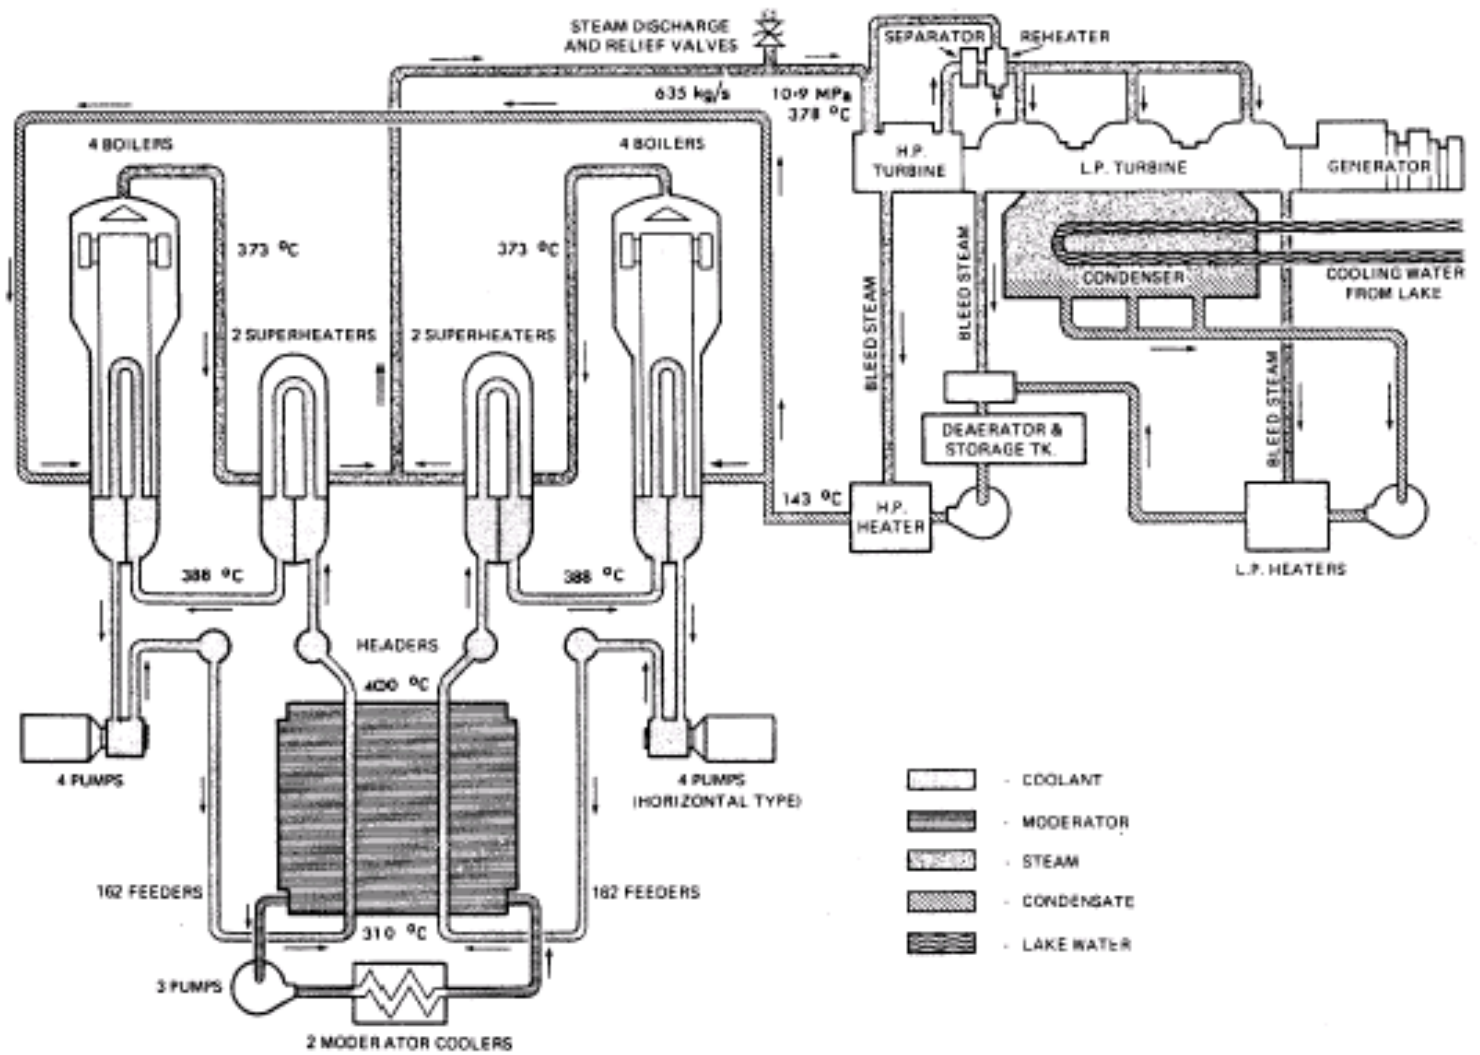 STEAM DISCHARGE
AND RELIEF VALVES
SEPARATOR
REHEATER
635 kg/s
10·9 MPa
378 °C
4 BOILERS
4 BOILERS
H.P.
TURBINE
L.P. TURBINE
GENERATOR
373 °C
373 °C
BLEED STEAM
BLEED STEAM
CONDENSER
COOLING WATER
FROM LAKE
2 SUPERHEATERS
2 SUPERHEATERS
BLEED STEAM
DEAERATOR &
STORAGE TK.
143 °C
H.P.
HEATER
L.P. HEATERS
388 °C
388 °C
HEADERS
400 °C
4 PUMPS
4 PUMPS
(HORIZONTAL TYPE)
- COOLANT
- MODERATOR
- STEAM
- CONDENSATE
- LAKE WATER
162 FEEDERS
162 FEEDERS
310 °C
3 PUMPS
2 MODERATOR COOLERS